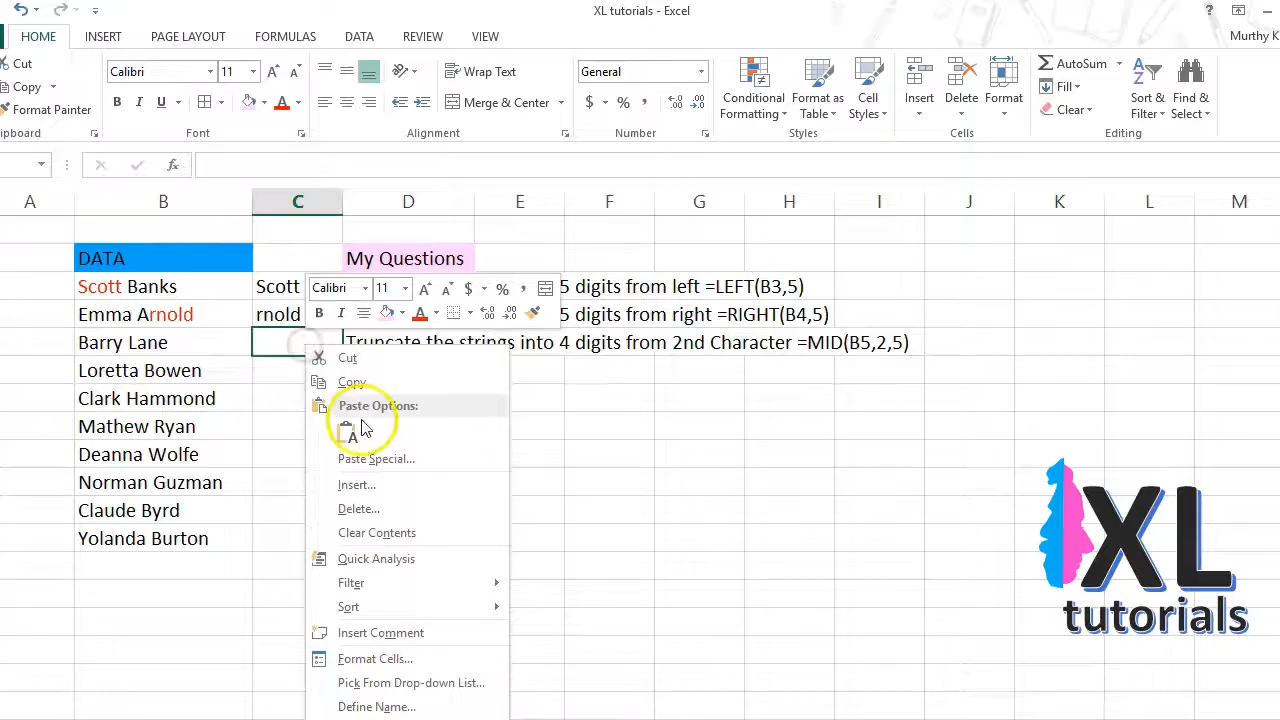 XL tutorials - Excel
HOME INSERT PAGE LAYOUT FORMULAS DATA REVIEW VIEW
Murthy K
Cut
Copy
Format Painter
Calibri 11
Wrap Text
Merge & Center
General
Conditional Formatting
Format as Table
Cell Styles
Insert Delete Format
AutoSum
Fill
Clear
Sort & Filter
Find & Select
ipboard Font Alignment Number Styles Cells Editing
A B C D E F G H I J K L M
DATA My Questions
Scott Banks Scott 5 digits from left =LEFT(B3,5)
Emma Arnold rnold 5 digits from right =RIGHT(B4,5)
Barry Lane Truncate the strings into 4 digits from 2nd Character =MID(B5,2,5)
Loretta Bowen
Clark Hammond
Mathew Ryan
Deanna Wolfe
Norman Guzman
Claude Byrd
Yolanda Burton
Calibri 11
Cut
Copy
Paste Options:
Paste Special...
Insert...
Delete...
Clear Contents
Quick Analysis
Filter
Sort
Insert Comment
Format Cells...
Pick From Drop-down List...
Define Name...
XL
tutorials